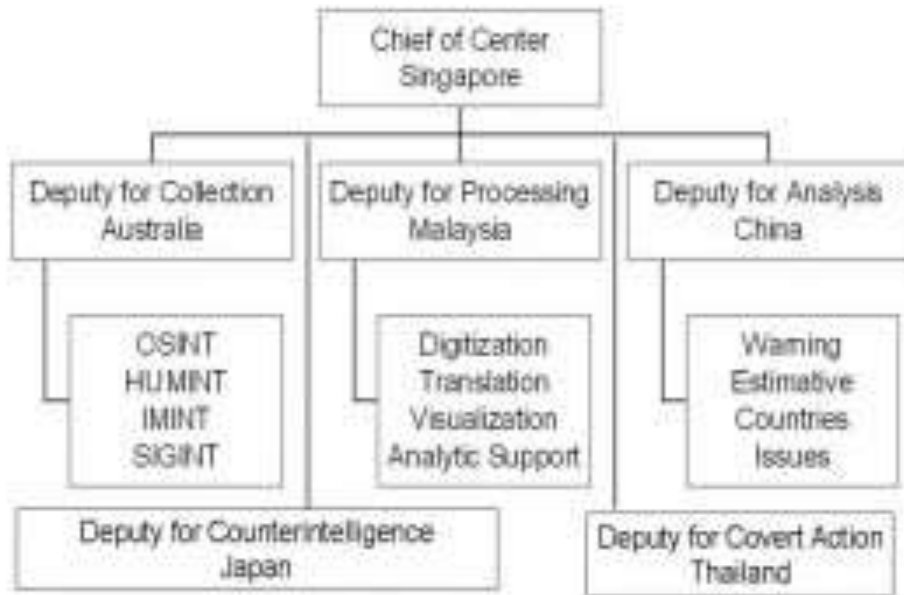 Chief of Center
Singapore
Deputy for Collection
Australia
Deputy for Processing
Malaysia
Deputy for Analysis
China
OSINT
HUMINT
IMINT
SIGINT
Digitization
Translation
Visualization
Analytic Support
Warning
Estimative
Countries
Issues
Deputy for Counterintelligence
Japan
Deputy for Covert Action
Thailand